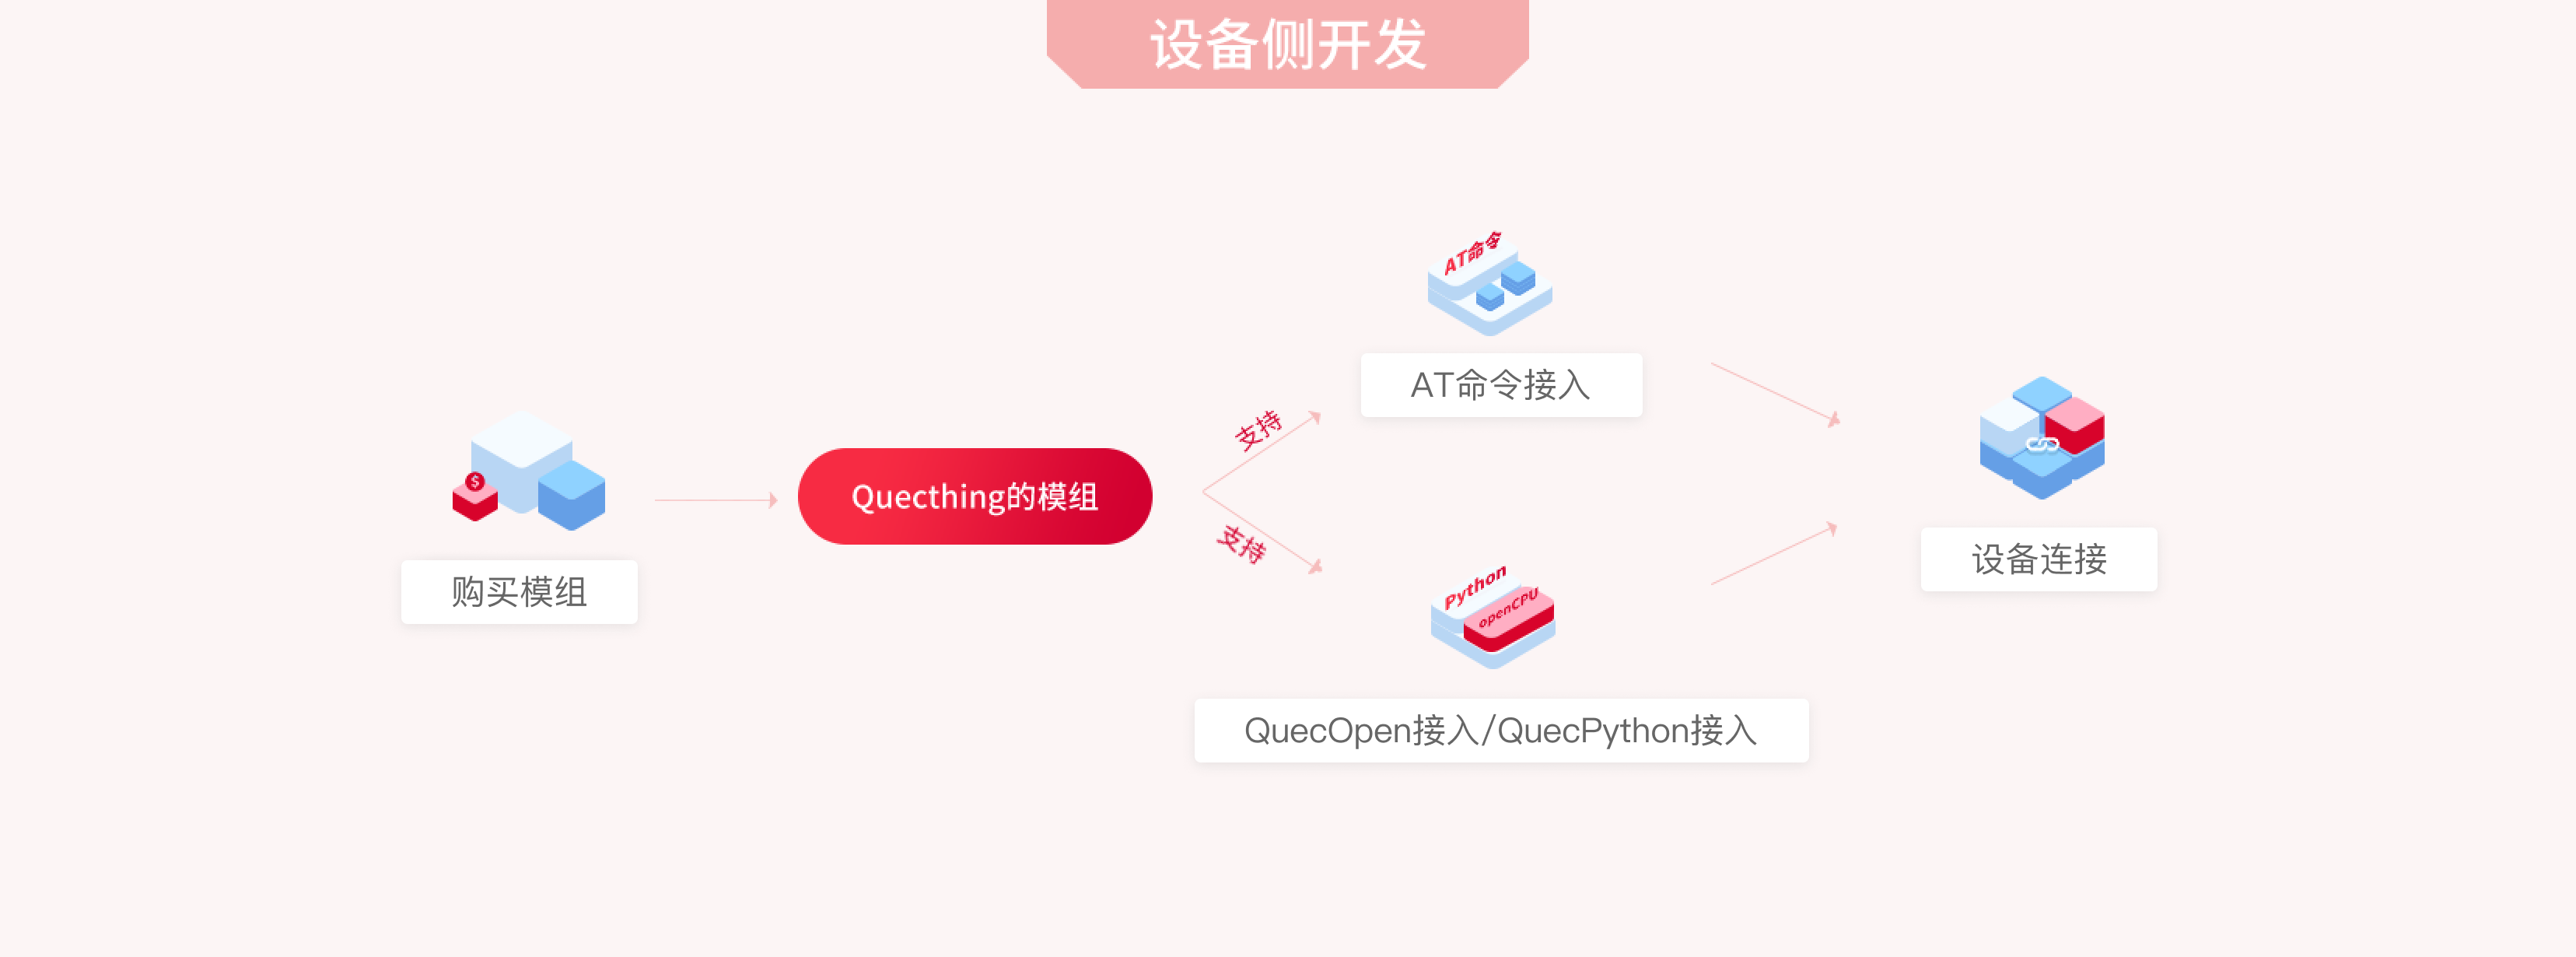 设备侧开发
AT命令
AT命令接入
支持
$
Quecthing的模组
支持
购买模组
设备连接
Python
openCPU
QuecOpen接入/QuecPython接入